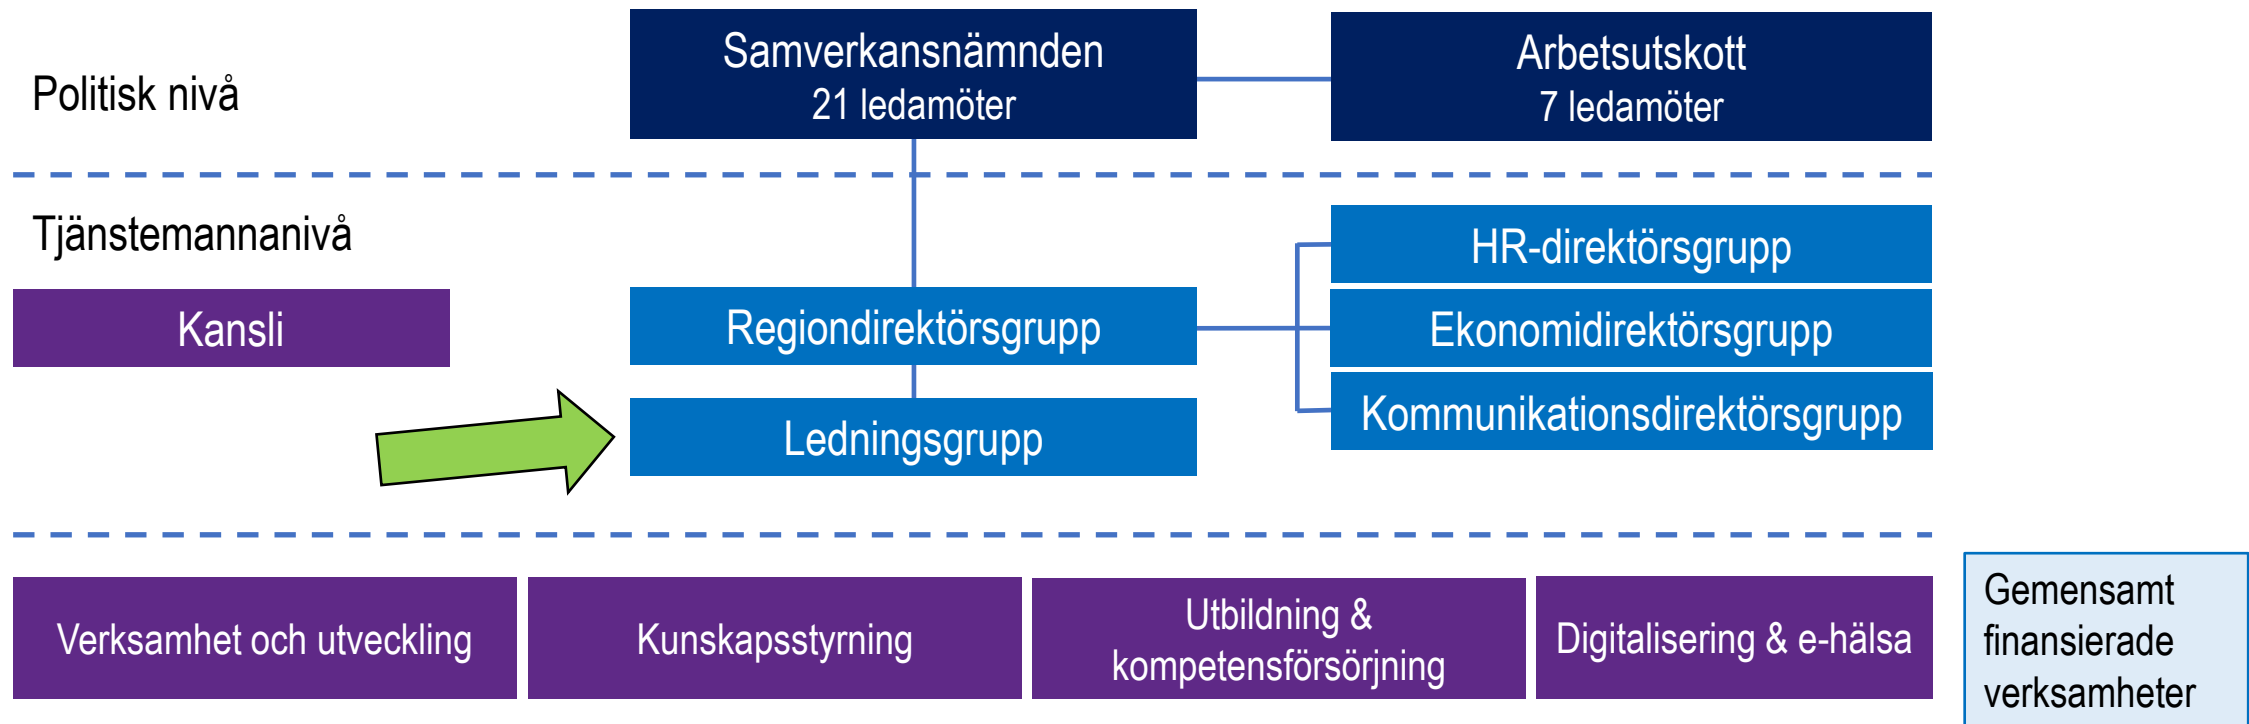 Politisk nivå
Samverkansnämnden
21 ledamöter
Arbetsutskott
7 ledamöter
Tjänstemannanivå
Kansli
Regiondirektörsgrupp
Ledningsgrupp
HR-direktörsgrupp
Ekonomidirektörsgrupp
Kommunikationsdirektörsgrupp
Verksamhet och utveckling
Kunskapsstyrning
Utbildning &
kompetensförsörjning
Digitalisering & e-hälsa
Gemensamt
finansierade
verksamheter